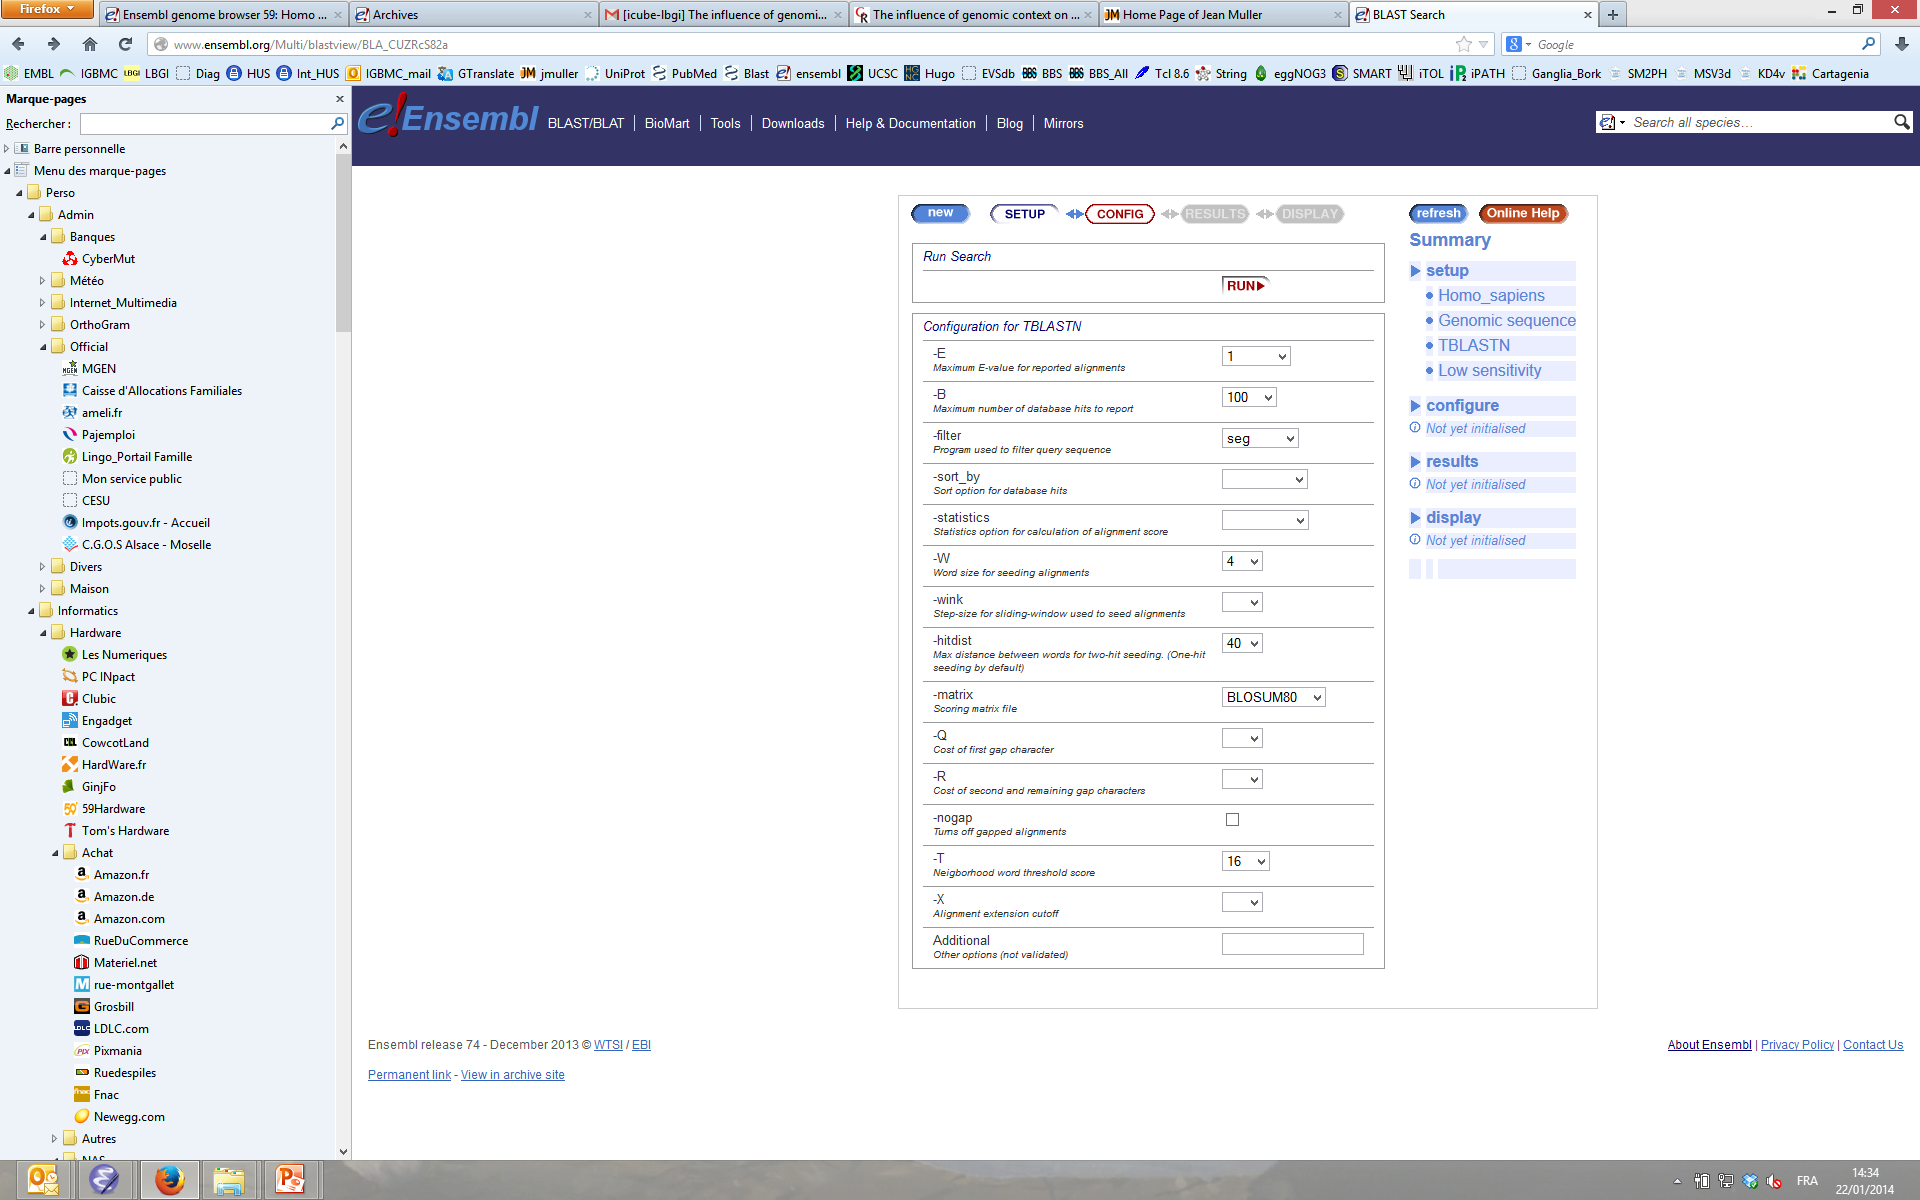 Firefox
Ensembl genome browser 59: Homo ...
Archives
[icube-lbgi] The influence of genomi...
The influence of genomic context on ...
Home Page of Jean Muller
BLAST Search
www.ensembl.org/Multi/blastview/BLA_CUZRcS82a
Google
EMBL IGBMC LBGI Diag HUS Int_HUS IGBMC_mail GTranslate jmuller UniProt PubMed Blast ensembl UCSC Hugo EVSdb BBS BBS_All Tcl 8.6 String eggNOG3 SMART iTOL iPATH Ganglia_Bork SM2PH MSV3d KD4v Cartagenia
Marque-pages
Rechercher :
Barre personnelle
Menu des marque-pages
Perso
Admin
Banques
CyberMut
Météo
Internet_Multimedia
OrthoGram
Official
MGEN
Caisse d'Allocations Familiales
ameli.fr
Pajemploi
Lingo_Portail Famille
Mon service public
CESU
Impots.gouv.fr - Accueil
C.G.O.S Alsace - Moselle
Divers
Maison
Informatics
Hardware
Les Numeriques
PC INpact
Clubic
Engadget
CowcotLand
HardWare.fr
GinjFo
59Hardware
Tom's Hardware
Achat
Amazon.fr
Amazon.de
Amazon.com
RueDuCommerce
Materiel.net
rue-montgallet
Grosbill
LDLC.com
Pixmania
Ruedespiles
Fnac
Newegg.com
Autres
NAS
e!Ensembl BLAST/BLAT | BioMart | Tools | Downloads | Help & Documentation | Blog | Mirrors
Search all species…
new SETUP CONFIG RESULTS DISPLAY
refresh Online Help
Run Search
RUN
Configuration for TBLASTN
-E 1
Maximum E-value for reported alignments
-B 100
Maximum number of database hits to report
-filter seg
Program used to filter query sequence
-sort_by
Sort option for database hits
-statistics
Statistics option for calculation of alignment score
-W 4
Word size for seeding alignments
-wink
Step-size for sliding-window used to seed alignments
-hitdist 40
Max distance between words for two-hit seeding. (One-hit
seeding by default)
-matrix BLOSUM80
Scoring matrix file
-Q
Cost of first gap character
-R
Cost of second and remaining gap characters
-nogap
Turns off gapped alignments
-T 16
Neigborhood word threshold score
-X
Alignment extension cutoff
Additional
Other options (not validated)
Summary
setup
Homo_sapiens
Genomic sequence
TBLASTN
Low sensitivity
configure
Not yet initialised
results
Not yet initialised
display
Not yet initialised
Ensembl release 74 - December 2013 © WTSI / EBI
About Ensembl | Privacy Policy | Contact Us
Permanent link - View in archive site
FRA
14:34
22/01/2014